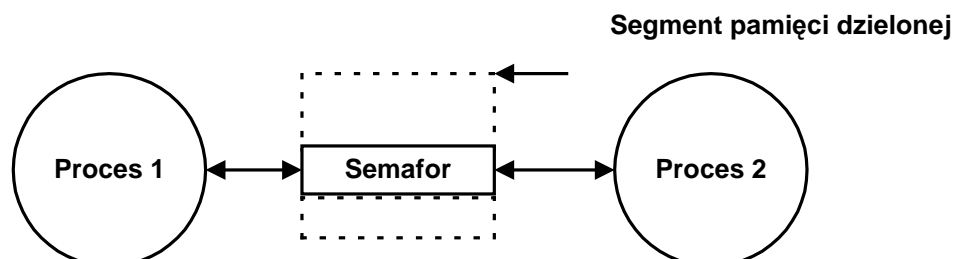 Segment pamięci dzielonej
Proces 1
Semafor
Proces 2